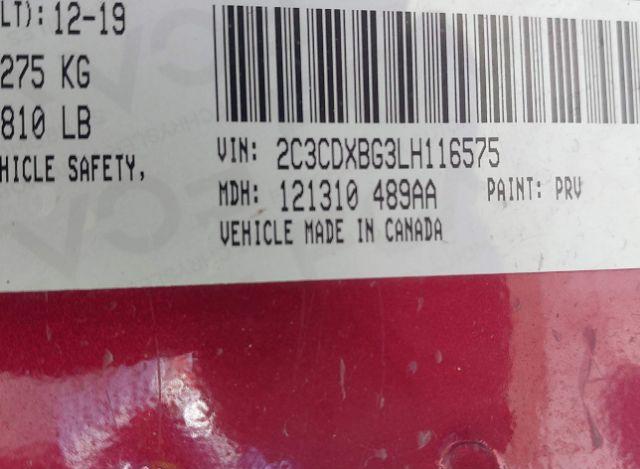 LT): 12-19
275 KG
810 LB
HICLE SAFETY,
VIN: 2C3CDXBG3LH116575
MDH: 121310 489AA PAINT: PRV
VEHICLE MADE IN CANADA